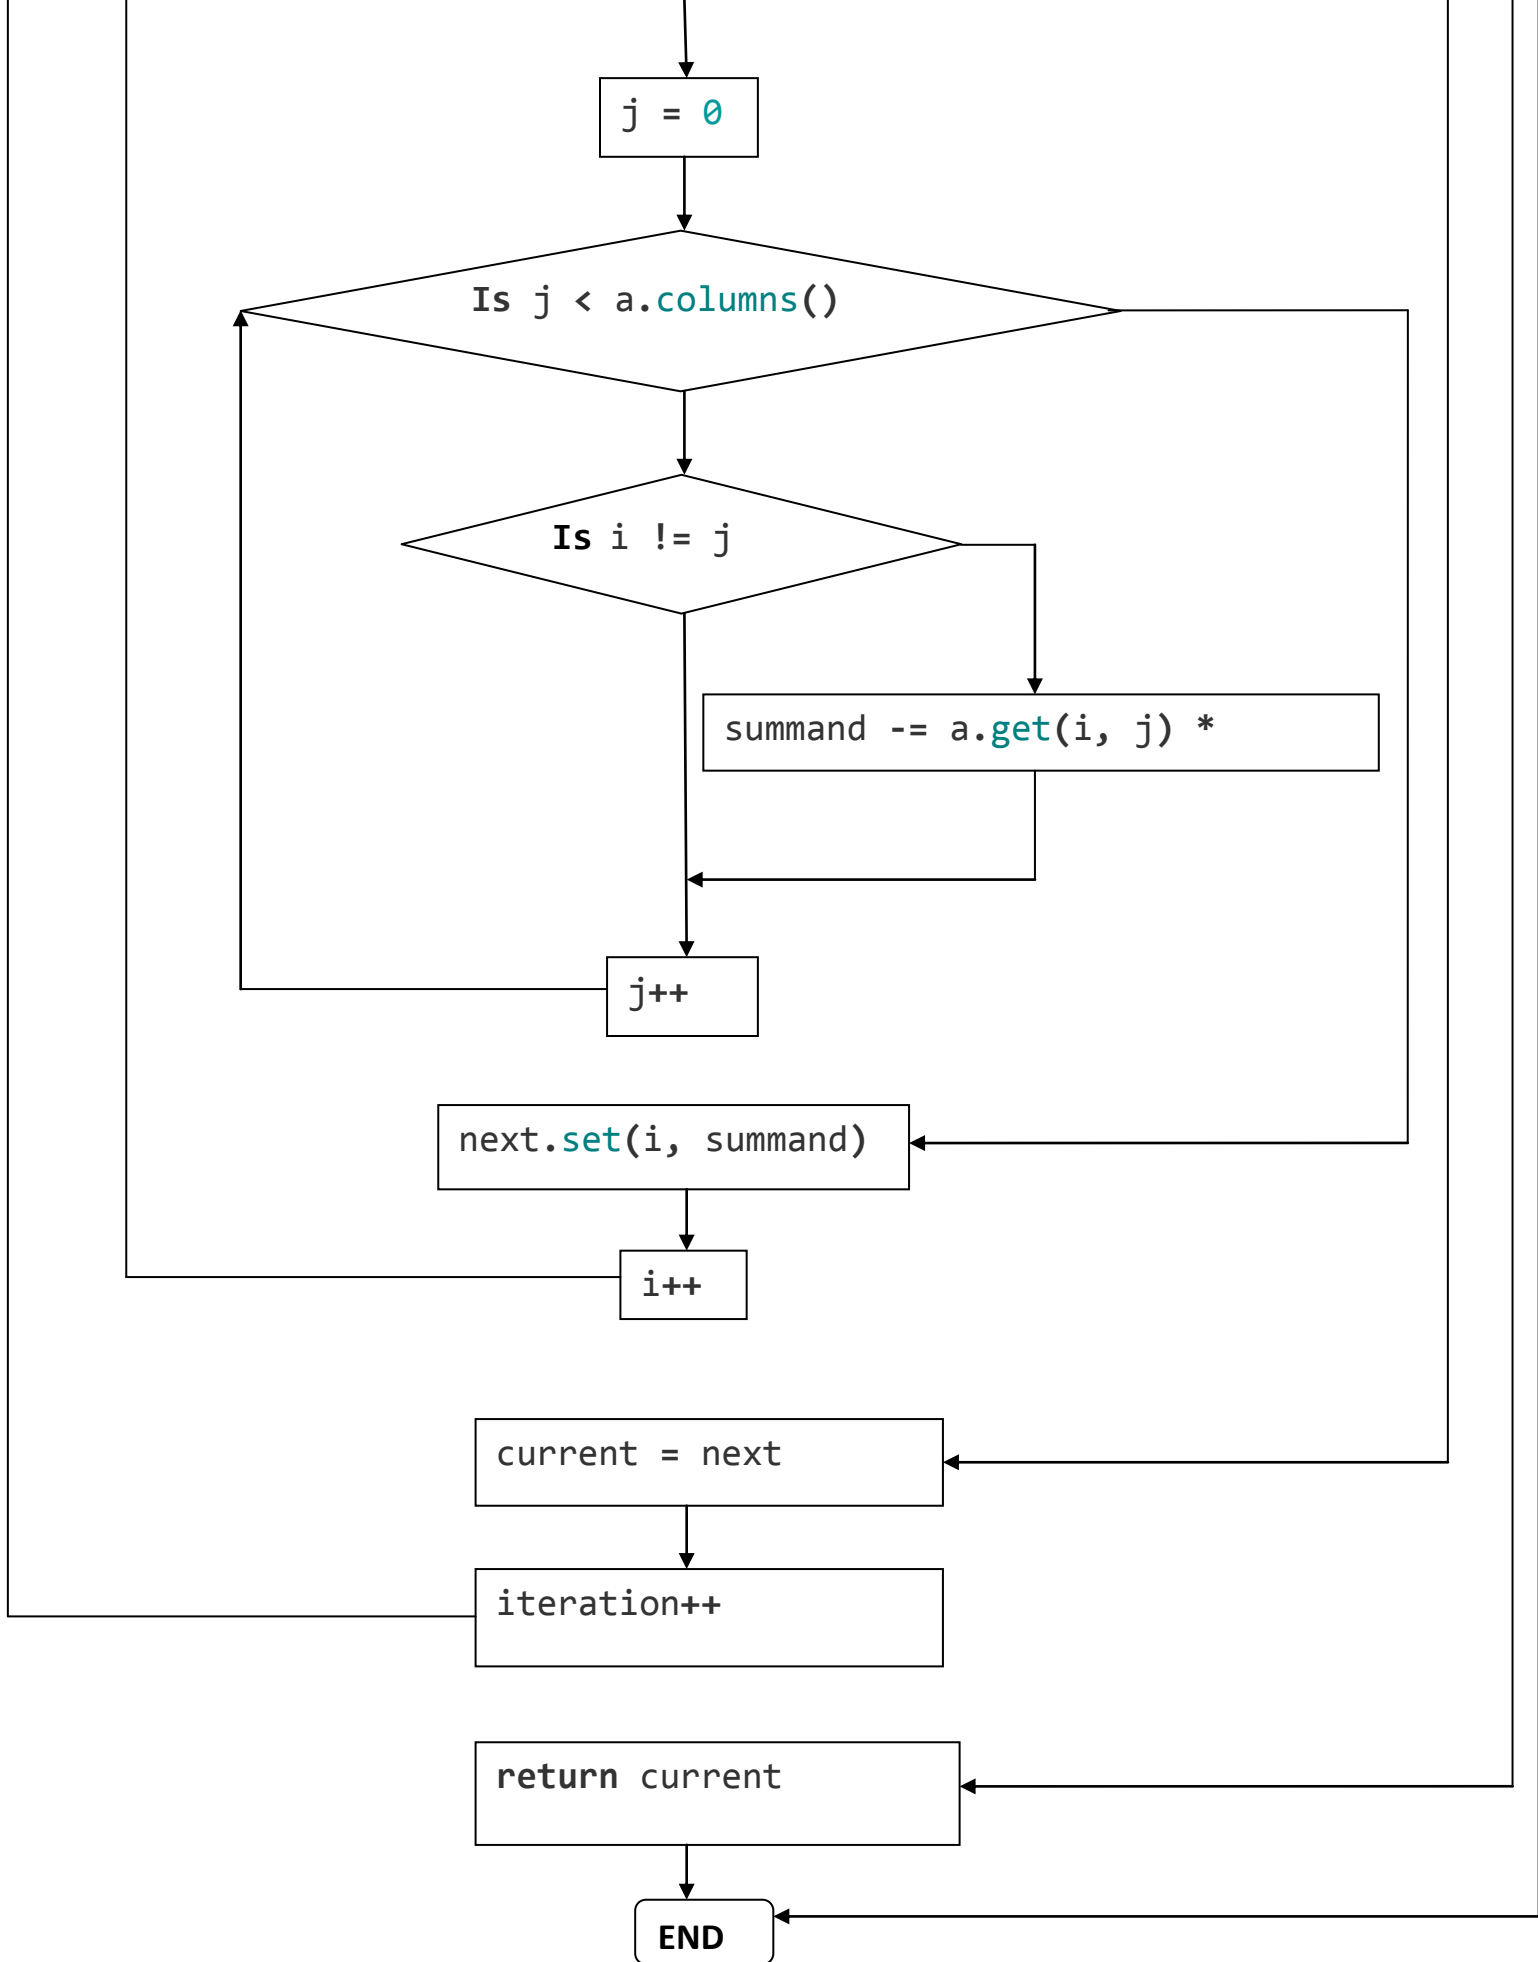 j = 0
Is j < a.columns()
Is i != j
summand -= a.get(i, j) *
j++
next.set(i, summand)
i++
current = next
iteration++
return current
END